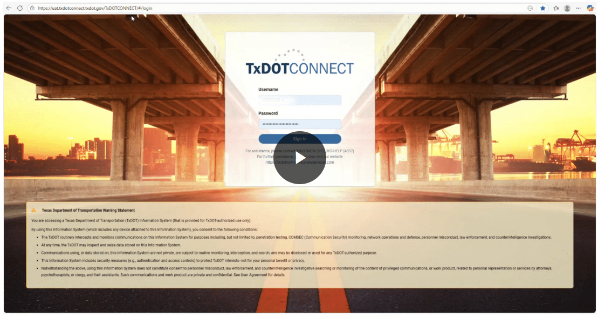 https://uat.txdotconnect.txdot.gov/TxDOTCONNECT/#/login
TxDOTCONNECT
Username
Password
Sign In
Texas Department of Transportation Warning Statement
You are accessing a Texas Department of Transportation (TxDOT) Information System that is provided for TxDOT-authorized use only.
By using this Information System (which includes any device attached to this Information System), you consent to the following conditions:
The TxDOT routinely intercepts and monitors communications on this Information System for purposes including, but not limited to, penetration testing, COMSEC (Communication Security) monitoring, network operations and defense, personnel misconduct, law enforcement, and counterintelligence investigations.
At any time, the TxDOT may inspect and seize data stored on this Information System.
Communications using, or data stored on, this Information System are not private, are subject to routine monitoring, interception, and search, and may be disclosed or used for any TxDOT-authorized purpose.
This Information System includes security measures (e.g., authentication and access controls) to protect TxDOT interests--not for your personal benefit or privacy.
Notwithstanding the above, using this Information System does not constitute consent to personnel misconduct, law enforcement, and counterintelligence investigative searching or monitoring of the content of privileged communications, or work product, related to personal representation or services by attorneys,
psychotherapists, or clergy, and their assistants. Such communications and work product are private and confidential. See User Agreement for details.